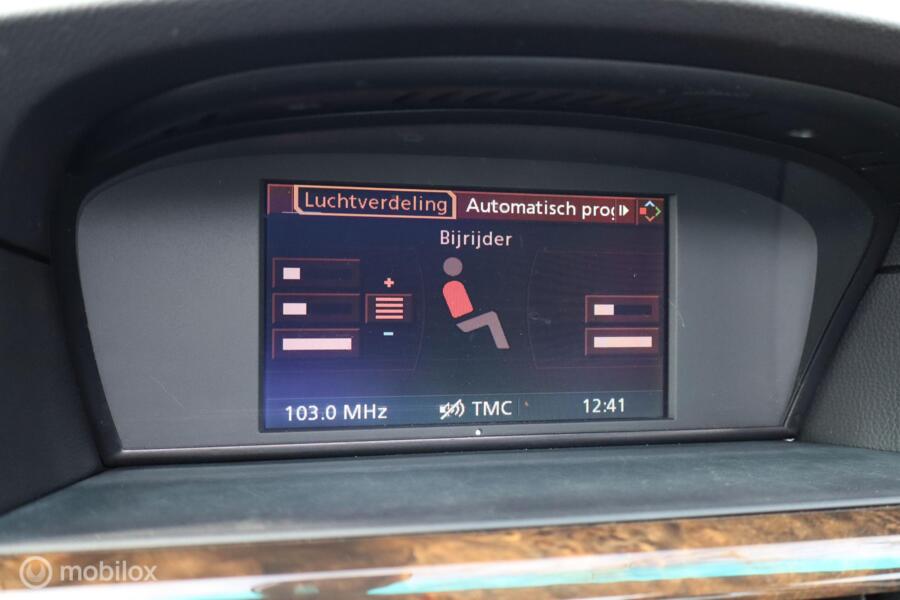 Luchtverdeling Automatisch prog
Bijrijder
+
-
103.0 MHz TMC 12:41
mobilox